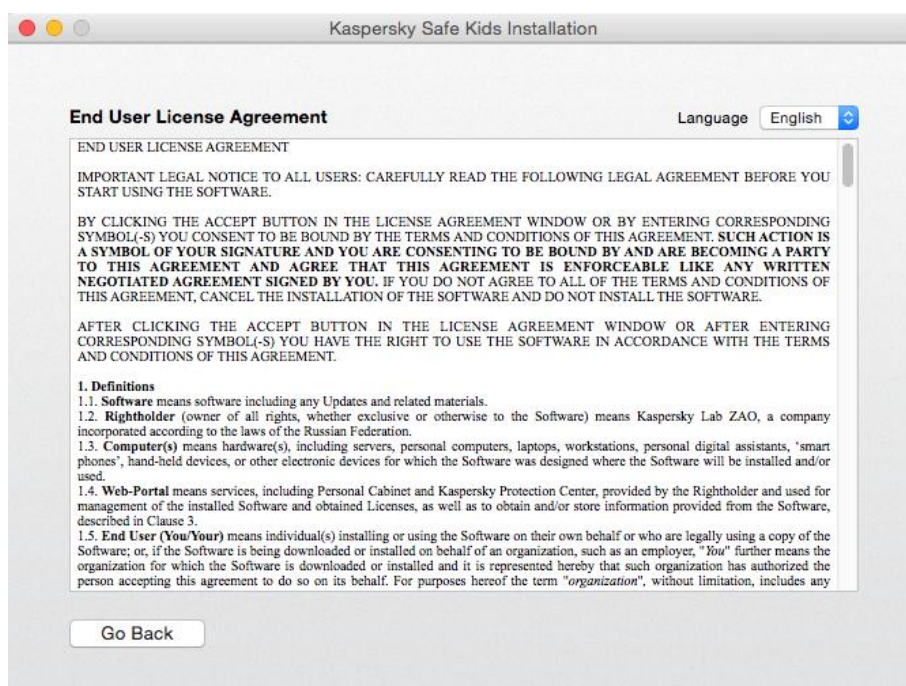 Kaspersky Safe Kids Installation
End User License Agreement
Language English
END USER LICENSE AGREEMENT
IMPORTANT LEGAL NOTICE TO ALL USERS: CAREFULLY READ THE FOLLOWING LEGAL AGREEMENT BEFORE YOU
START USING THE SOFTWARE.
BY CLICKING THE ACCEPT BUTTON IN THE LICENSE AGREEMENT WINDOW OR BY ENTERING CORRESPONDING
SYMBOL(-S) YOU CONSENT TO BE BOUND BY THE TERMS AND CONDITIONS OF THIS AGREEMENT. SUCH ACTION IS
A SYMBOL OF YOUR SIGNATURE AND YOU ARE CONSENTING TO BE BOUND BY AND ARE BECOMING A PARTY
TO THIS AGREEMENT AND AGREE THAT THIS AGREEMENT IS ENFORCEABLE LIKE ANY WRITTEN
NEGOTIATED AGREEMENT SIGNED BY YOU. IF YOU DO NOT AGREE TO ALL OF THE TERMS AND CONDITIONS OF
THIS AGREEMENT, CANCEL THE INSTALLATION OF THE SOFTWARE AND DO NOT INSTALL THE SOFTWARE.
AFTER CLICKING THE ACCEPT BUTTON IN THE LICENSE AGREEMENT WINDOW OR AFTER ENTERING
CORRESPONDING SYMBOL(-S) YOU HAVE THE RIGHT TO USE THE SOFTWARE IN ACCORDANCE WITH THE TERMS
AND CONDITIONS OF THIS AGREEMENT.
1. Definitions
1.1. Software means software including any Updates and related materials.
1.2. Rightholder (owner of all rights, whether exclusive or otherwise to the Software) means Kaspersky Lab ZAO, a company
incorporated according to the laws of the Russian Federation.
1.3. Computer(s) means hardware(s), including servers, personal computers, laptops, workstations, personal digital assistants, 'smart
phones', hand-held devices, or other electronic devices for which the Software was designed where the Software will be installed and/or
used.
1.4. Web-Portal means services, including Personal Cabinet and Kaspersky Protection Center, provided by the Rightholder and used for
management of the installed Software and obtained Licenses, as well as to obtain and/or store information provided from the Software,
described in Clause 3.
1.5. End User (You/Your) means individual(s) installing or using the Software on their own behalf or who are legally using a copy of the
Software; or, if the Software is being downloaded or installed on behalf of an organization, such as an employer, "You" further means the
organization for which the Software is downloaded or installed and it is represented hereby that such organization has authorized the
person accepting this agreement to do so on its behalf. For purposes hereof the term "organization", without limitation, includes any
Go Back